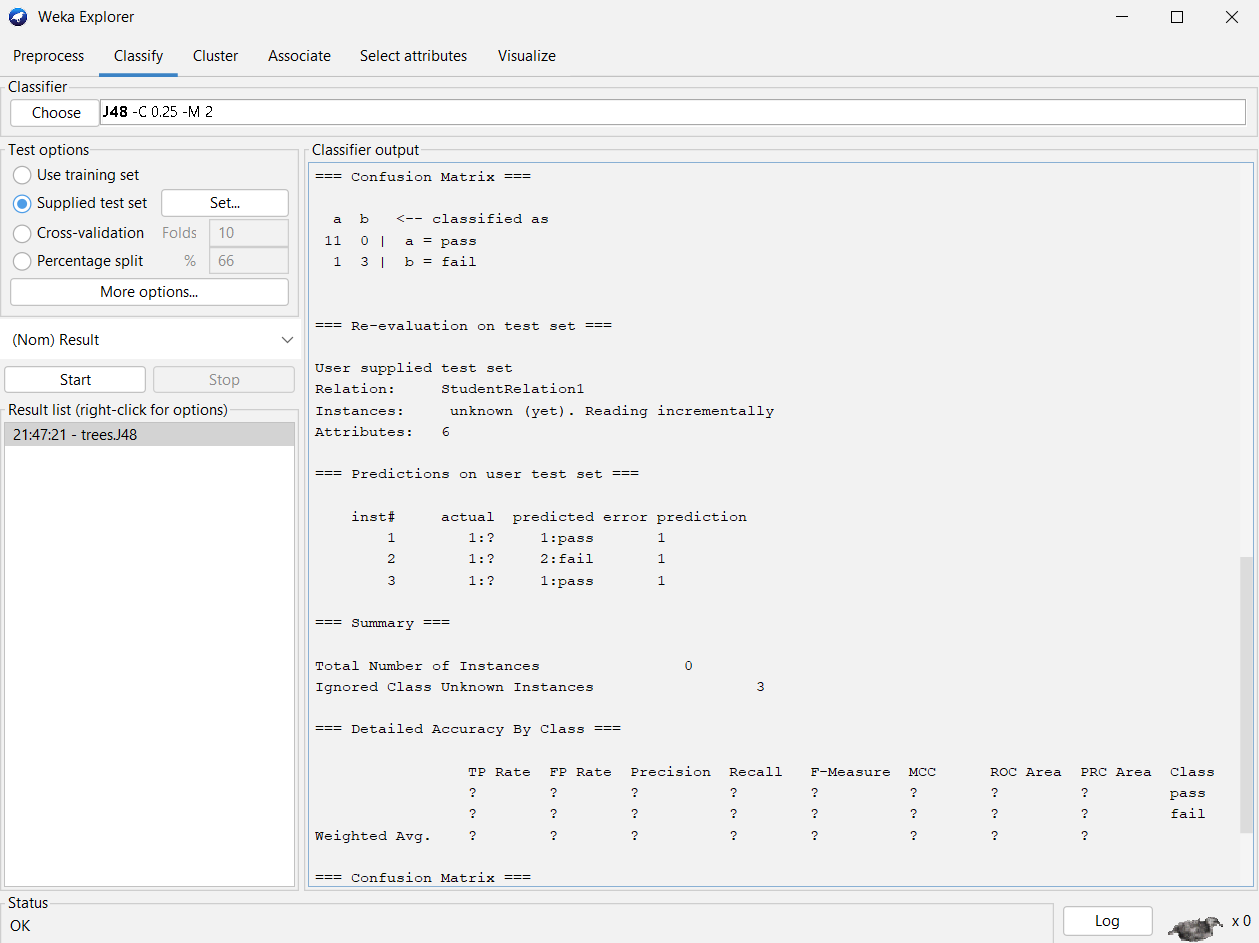 Weka Explorer
Preprocess Classify Cluster Associate Select attributes Visualize
Classifier
Choose J48 -C 0.25 -M 2
Test options
Use training set
Supplied test set Set...
Cross-validation Folds 10
Percentage split % 66
More options...
(Nom) Result
Start Stop
Result list (right-click for options)
21:47:21 - trees.J48
Classifier output
=== Confusion Matrix ===
a b <-- classified as
11 0 | a = pass
1 3 | b = fail
=== Re-evaluation on test set ===
User supplied test set
Relation: StudentRelation1
Instances: unknown (yet). Reading incrementally
Attributes: 6
=== Predictions on user test set ===
inst# actual predicted error prediction
1 1:? 1:pass 1
2 1:? 2:fail 1
3 1:? 1:pass 1
=== Summary ===
Total Number of Instances 0
Ignored Class Unknown Instances 3
=== Detailed Accuracy By Class ===
TP Rate FP Rate Precision Recall F-Measure MCC ROC Area PRC Area Class
? ? ? ? ? ? ? ? pass
? ? ? ? ? ? ? ? fail
Weighted Avg. ? ? ? ? ? ? ? ?
=== Confusion Matrix ===
Status
OK
Log x 0